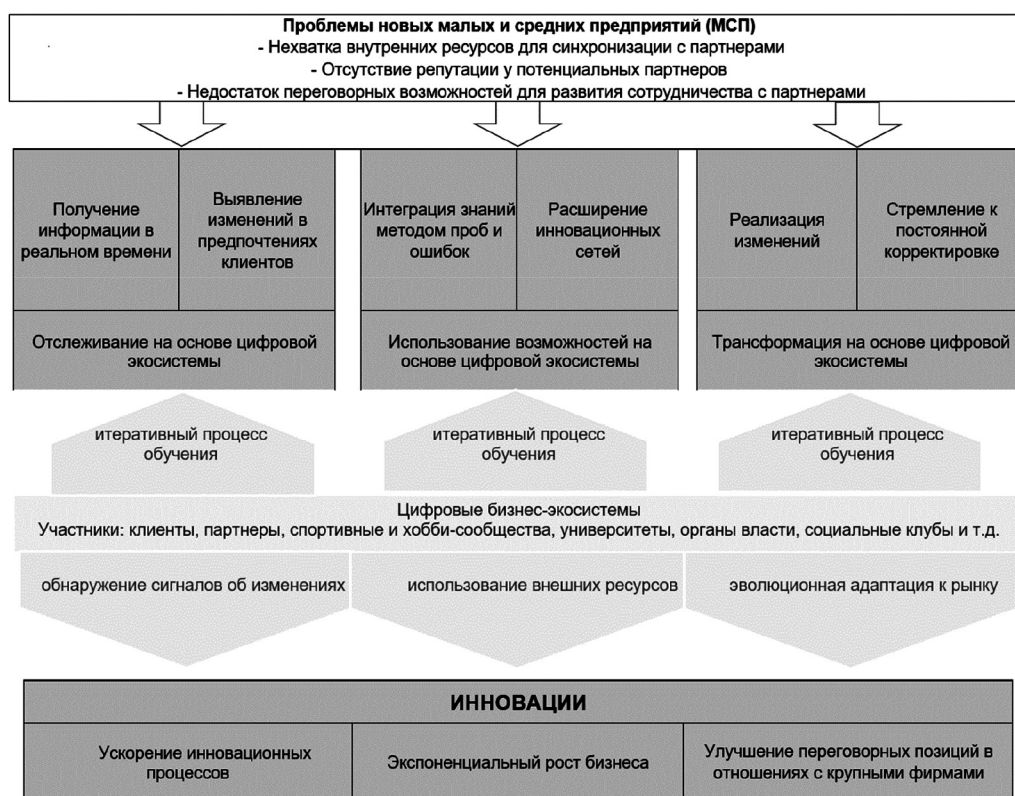 Проблемы новых малых и средних предприятий (МСП)
- Нехватка внутренних ресурсов для синхронизации с партнерами
- Отсутствие репутации у потенциальных партнеров
- Недостаток переговорных возможностей для развития сотрудничества с партнерами
Получение
информации в
реальном времени
Выявление
изменений в
предпочтениях
клиентов
Интеграция знаний
методом проб и
ошибок
Расширение
инновационных
сетей
Реализация
изменений
Стремление к
постоянной
корректировке
Отслеживание на основе цифровой
экосистемы
Использование возможностей на
основе цифровой экосистемы
Трансформация на основе цифровой
экосистемы
итеративный процесс
обучения
итеративный процесс
обучения
итеративный процесс
обучения
Цифровые бизнес-экосистемы
Участники: клиенты, партнеры, спортивные и хобби-сообщества, университеты, органы власти, социальные клубы и т.д.
обнаружение сигналов об изменениях
использование внешних ресурсов
эволюционная адаптация к рынку
ИННОВАЦИИ
Ускорение инновационных
процессов
Экспоненциальный рост бизнеса
Улучшение переговорных позиций в
отношениях с крупными фирмами